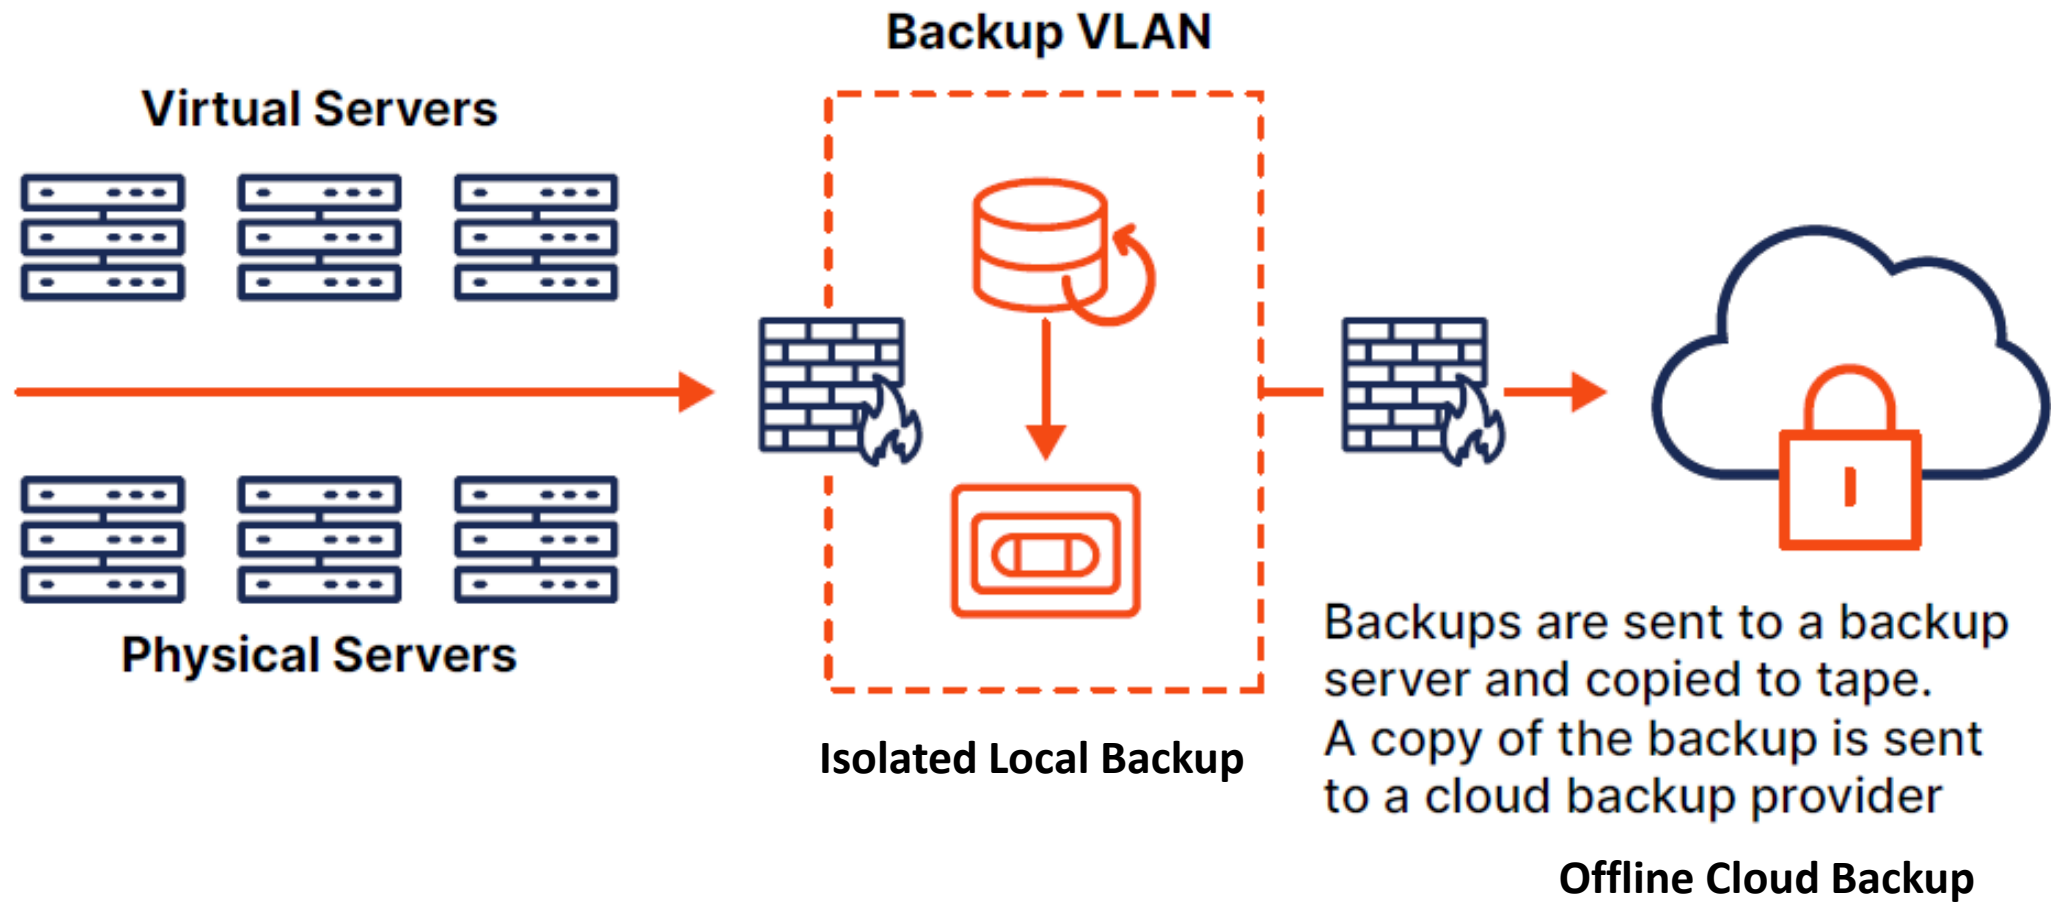 Backup VLAN
Virtual Servers
Physical Servers
Isolated Local Backup
Backups are sent to a backup
server and copied to tape.
A copy of the backup is sent
to a cloud backup provider
Offline Cloud Backup